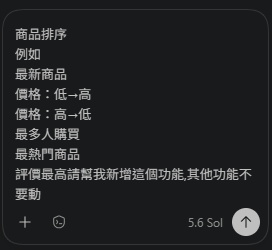 商品排序
例如
最新商品
價格：低→高
價格：高→低
最多人購買
最熱門商品
評價最高請幫我新增這個功能,其他功能不
要動
5.6 Sol